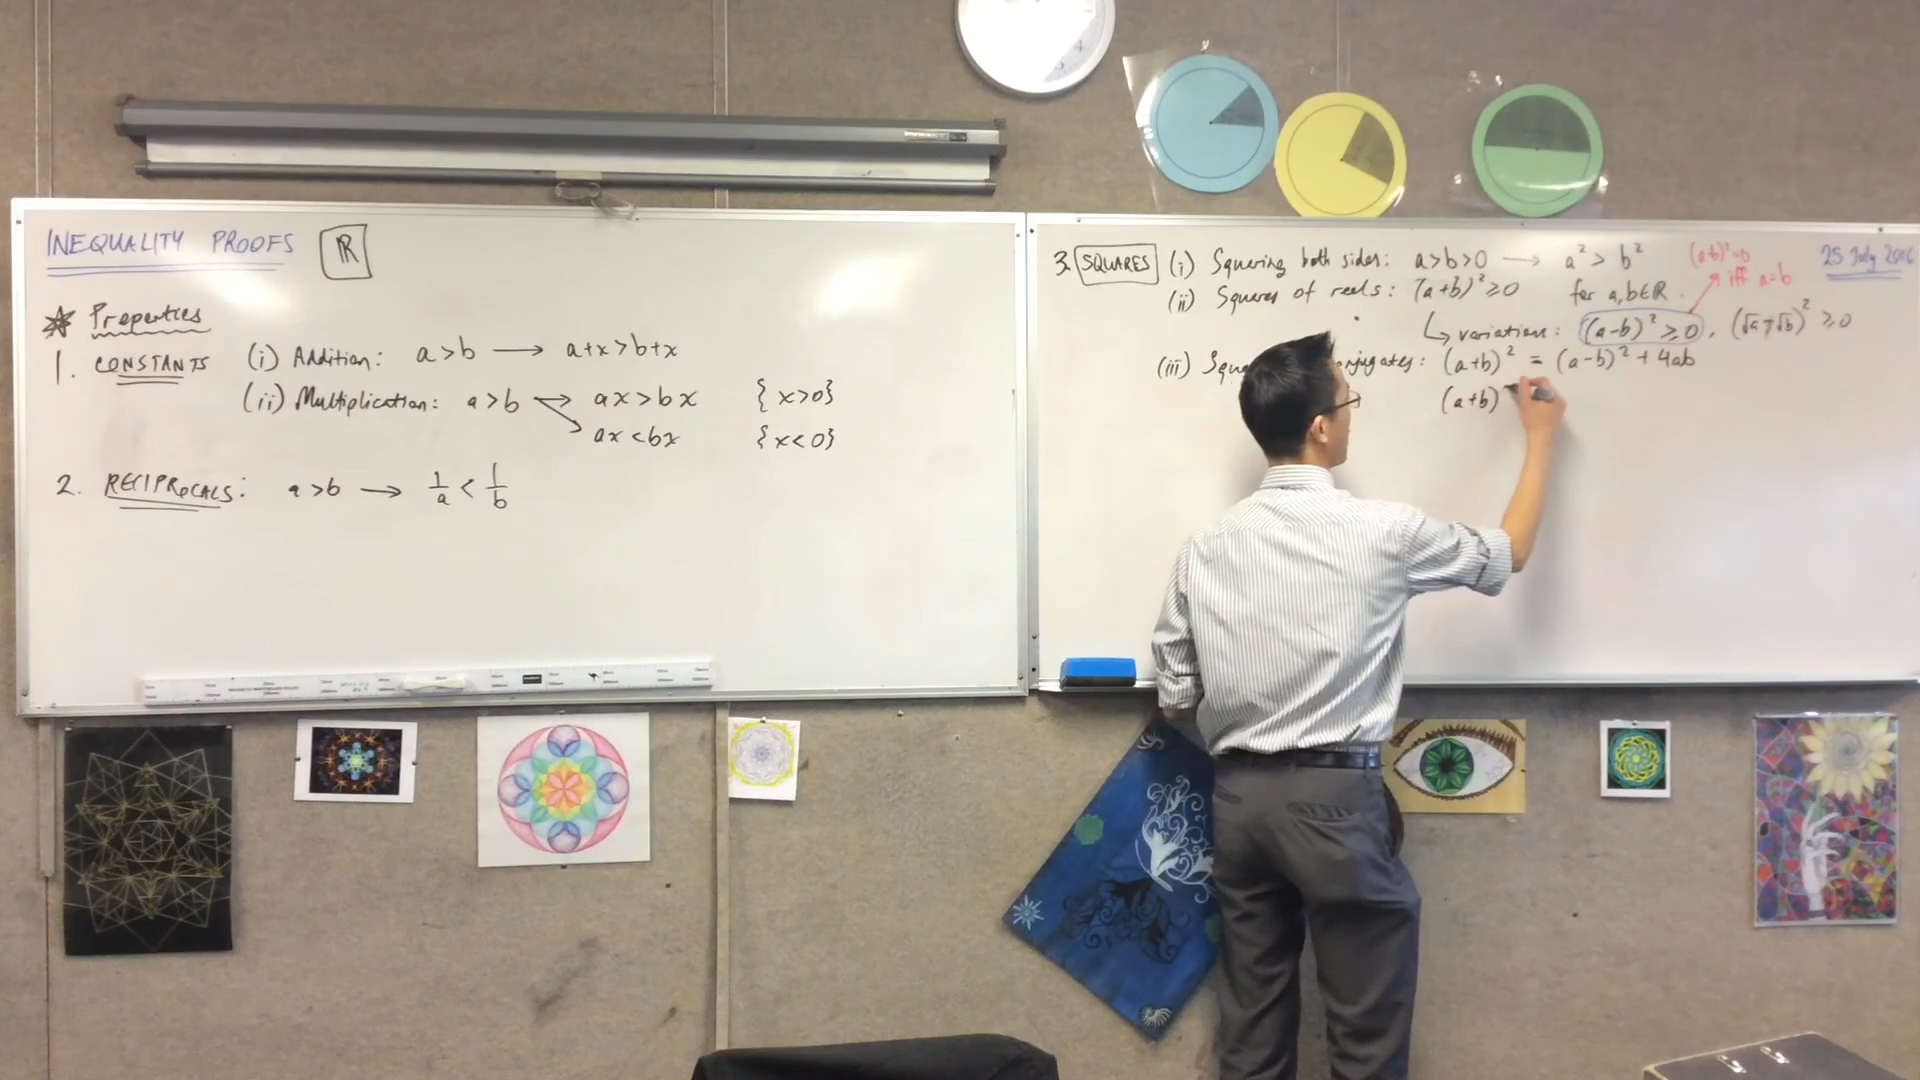 INEQUALITY PROOFS ℝ
★ Properties
1. CONSTANTS (i) Addition: a>b ⟶ a+x>b+x
(ii) Multiplication: a>b ⟶ ax>bx {x>0}
ax<bx {x<0}
2. RECIPROCALS: a>b ⟶ 1/a < 1/b
3. SQUARES (i) Squaring both sides: a>b>0 ⟶ a²>b²
(ii) Squares of reals: (a+b)²≥0 for a,b∈ℝ.
↳ variations: (a-b)²≥0, (√a-√b)²≥0
(iii) conjugates: (a+b)² = (a-b)²+4ab
(a+b)
(a-b)²=0
iff a=b
25 July 2016